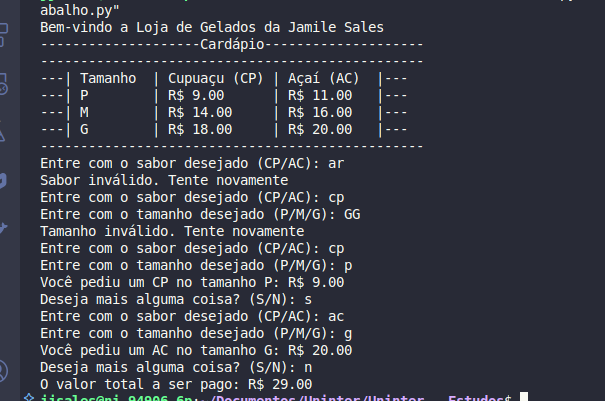 abalho.py"
Bem-vindo a Loja de Gelados da Jamile Sales
--------------------Cardápio--------------------
------------------------------------------------
---| Tamanho  | Cupuaçu (CP) | Açaí (AC)  |---
---| P        | R$ 9.00      | R$ 11.00   |---
---| M        | R$ 14.00     | R$ 16.00   |---
---| G        | R$ 18.00     | R$ 20.00   |---
------------------------------------------------
Entre com o sabor desejado (CP/AC): ar
Sabor inválido. Tente novamente
Entre com o sabor desejado (CP/AC): cp
Entre com o tamanho desejado (P/M/G): GG
Tamanho inválido. Tente novamente
Entre com o sabor desejado (CP/AC): cp
Entre com o tamanho desejado (P/M/G): p
Você pediu um CP no tamanho P: R$ 9.00
Deseja mais alguma coisa? (S/N): s
Entre com o sabor desejado (CP/AC): ac
Entre com o tamanho desejado (P/M/G): g
Você pediu um AC no tamanho G: R$ 20.00
Deseja mais alguma coisa? (S/N): n
O valor total a ser pago: R$ 29.00
:~/Documentos/Uninter/Uninter - Estudos$